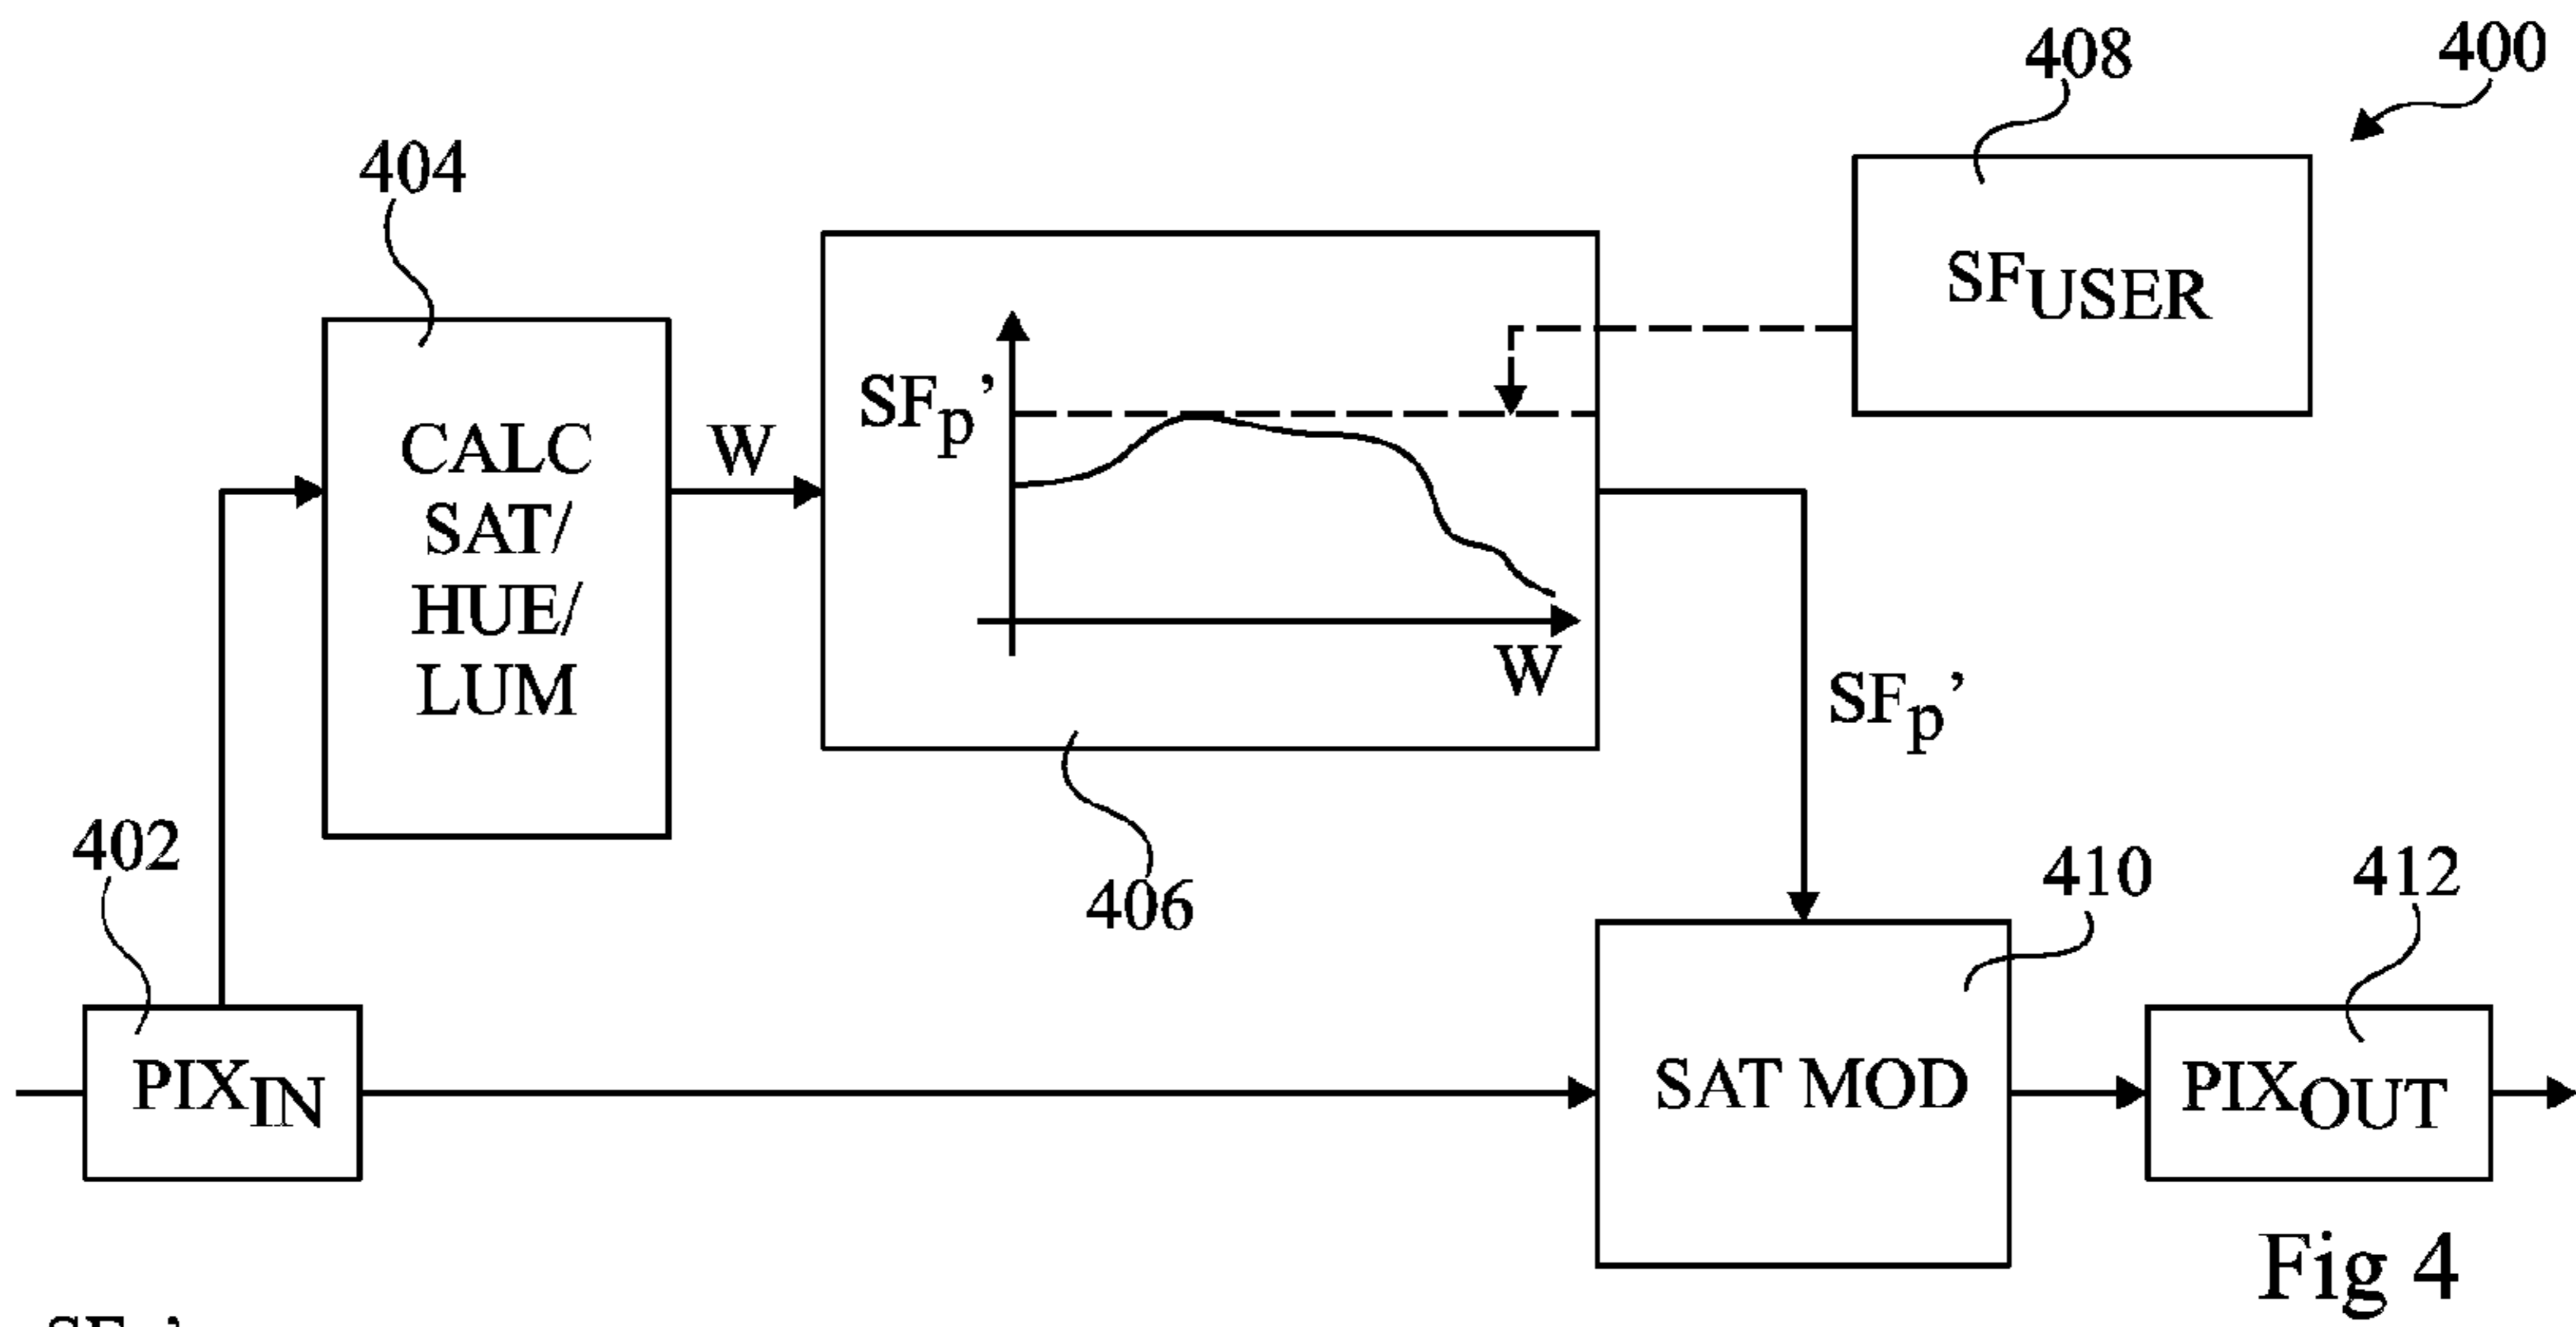 400
408
404
SFUSER
CALC
SAT/
HUE/
LUM
W
SFp’
W
SFp’
402
406
410
412
PIXIN
SAT MOD
PIXOUT
Fig 4